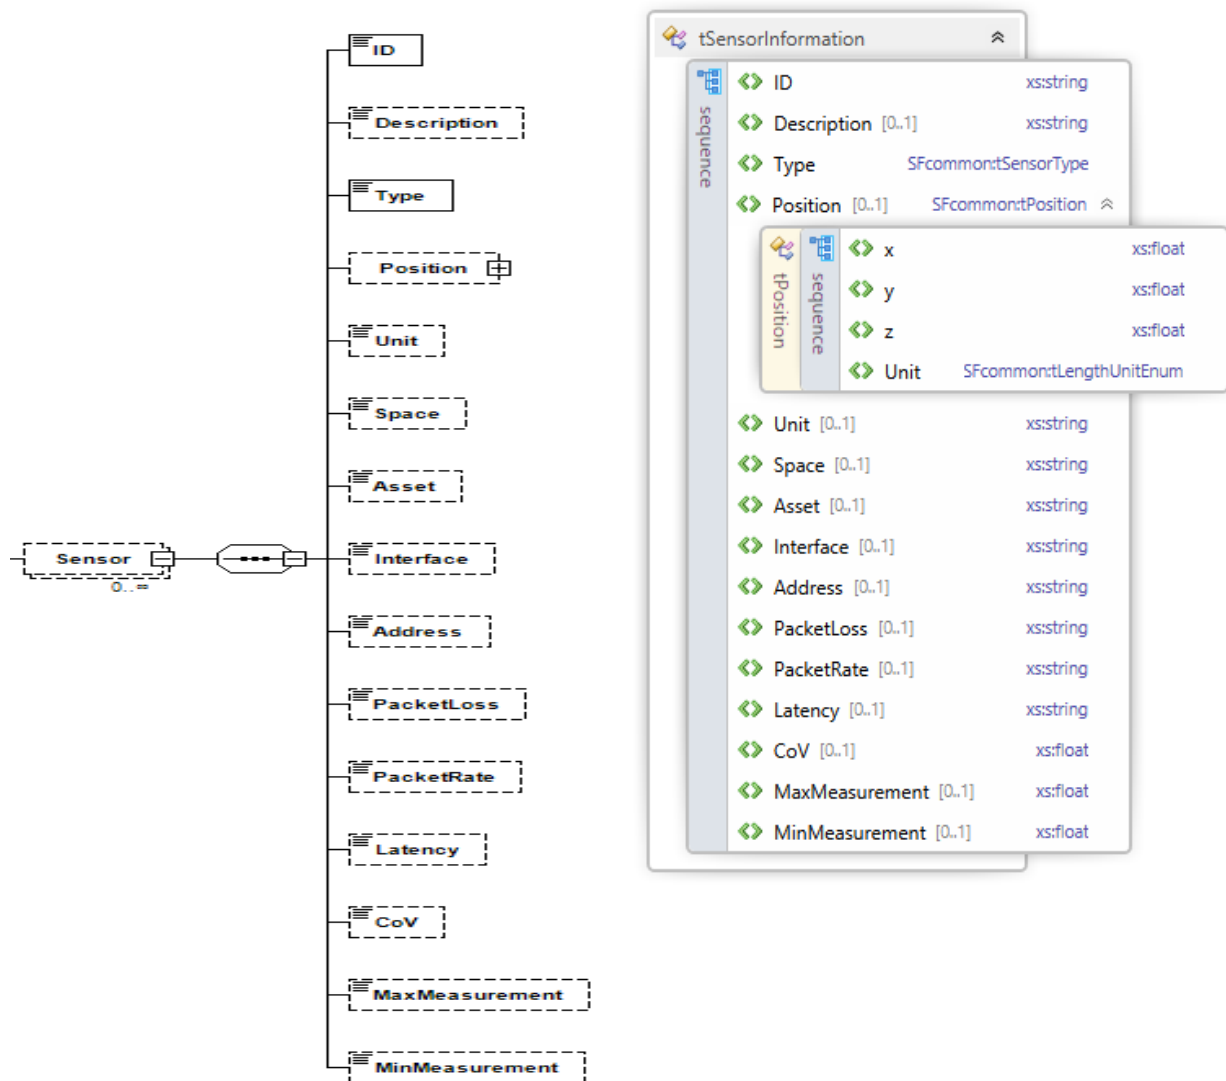 ID
Description
Type
Position
Unit
Space
Asset
Sensor
0..∞
Interface
Address
PacketLoss
PacketRate
Latency
CoV
MaxMeasurement
MinMeasurement
tSensorInformation
sequence
ID xs:string
Description [0..1] xs:string
Type SFcommon:tSensorType
Position [0..1] SFcommon:tPosition
tPosition
sequence
x xs:float
y xs:float
z xs:float
Unit SFcommon:tLengthUnitEnum
Unit [0..1] xs:string
Space [0..1] xs:string
Asset [0..1] xs:string
Interface [0..1] xs:string
Address [0..1] xs:string
PacketLoss [0..1] xs:string
PacketRate [0..1] xs:string
Latency [0..1] xs:string
CoV [0..1] xs:float
MaxMeasurement [0..1] xs:float
MinMeasurement [0..1] xs:float